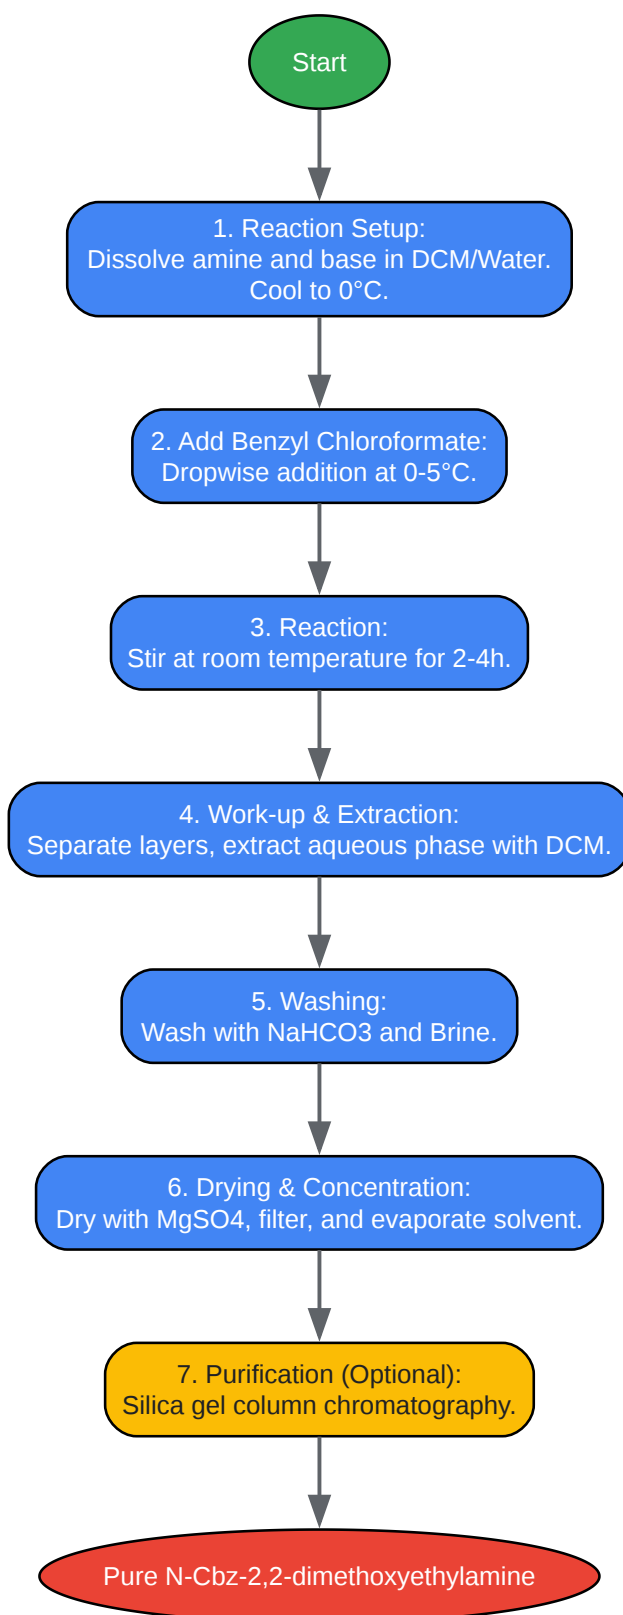 Start
1. Reaction Setup:
Dissolve amine and base in DCM/Water.
Cool to 0°C.
2. Add Benzyl Chloroformate:
Dropwise addition at 0-5°C.
3. Reaction:
Stir at room temperature for 2-4h.
4. Work-up & Extraction:
Separate layers, extract aqueous phase with DCM.
5. Washing:
Wash with NaHCO3 and Brine.
6. Drying & Concentration:
Dry with MgSO4, filter, and evaporate solvent.
7. Purification (Optional):
Silica gel column chromatography.
Pure N-Cbz-2,2-dimethoxyethylamine